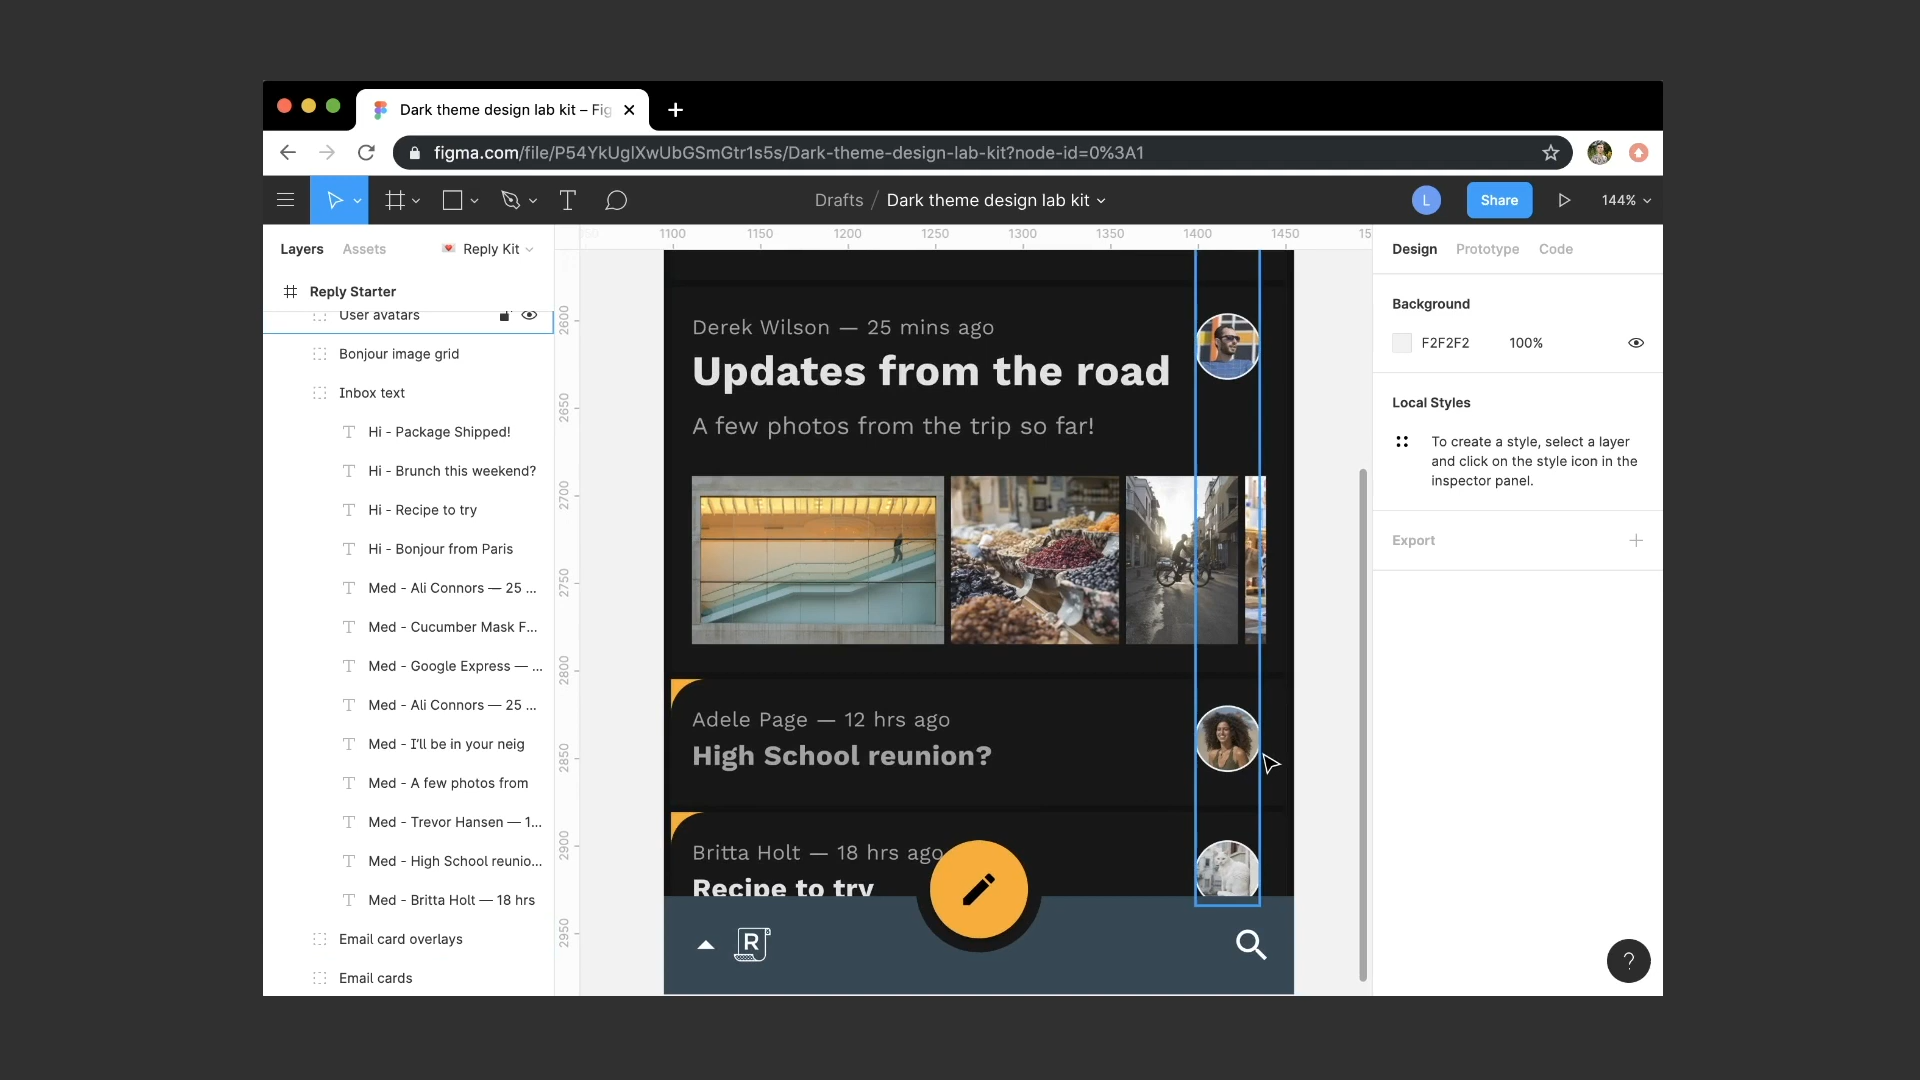 Dark theme design lab kit – Fig
figma.com/file/P54YkUglXwUbGSmGtr1s5s/Dark-theme-design-lab-kit?node-id=0%3A1
Drafts / Dark theme design lab kit
L
Share
144%
Layers
Assets
Reply Kit
Reply Starter
User avatars
Bonjour image grid
Inbox text
Hi - Package Shipped!
Hi - Brunch this weekend?
Hi - Recipe to try
Hi - Bonjour from Paris
Med - Ali Connors — 25 ...
Med - Cucumber Mask F...
Med - Google Express — ...
Med - Ali Connors — 25 ...
Med - I'll be in your neig
Med - A few photos from
Med - Trevor Hansen — 1...
Med - High School reunio...
Med - Britta Holt — 18 hrs
Email card overlays
Email cards
1100 1150 1200 1250 1300 1350 1400 1450 15
2600
2650
2700
2750
2800
2850
2900
2950
Derek Wilson — 25 mins ago
Updates from the road
A few photos from the trip so far!
Adele Page — 12 hrs ago
High School reunion?
Britta Holt — 18 hrs ago
Recipe to try
R
Design
Prototype
Code
Background
F2F2F2
100%
Local Styles
To create a style, select a layer
and click on the style icon in the
inspector panel.
Export
?